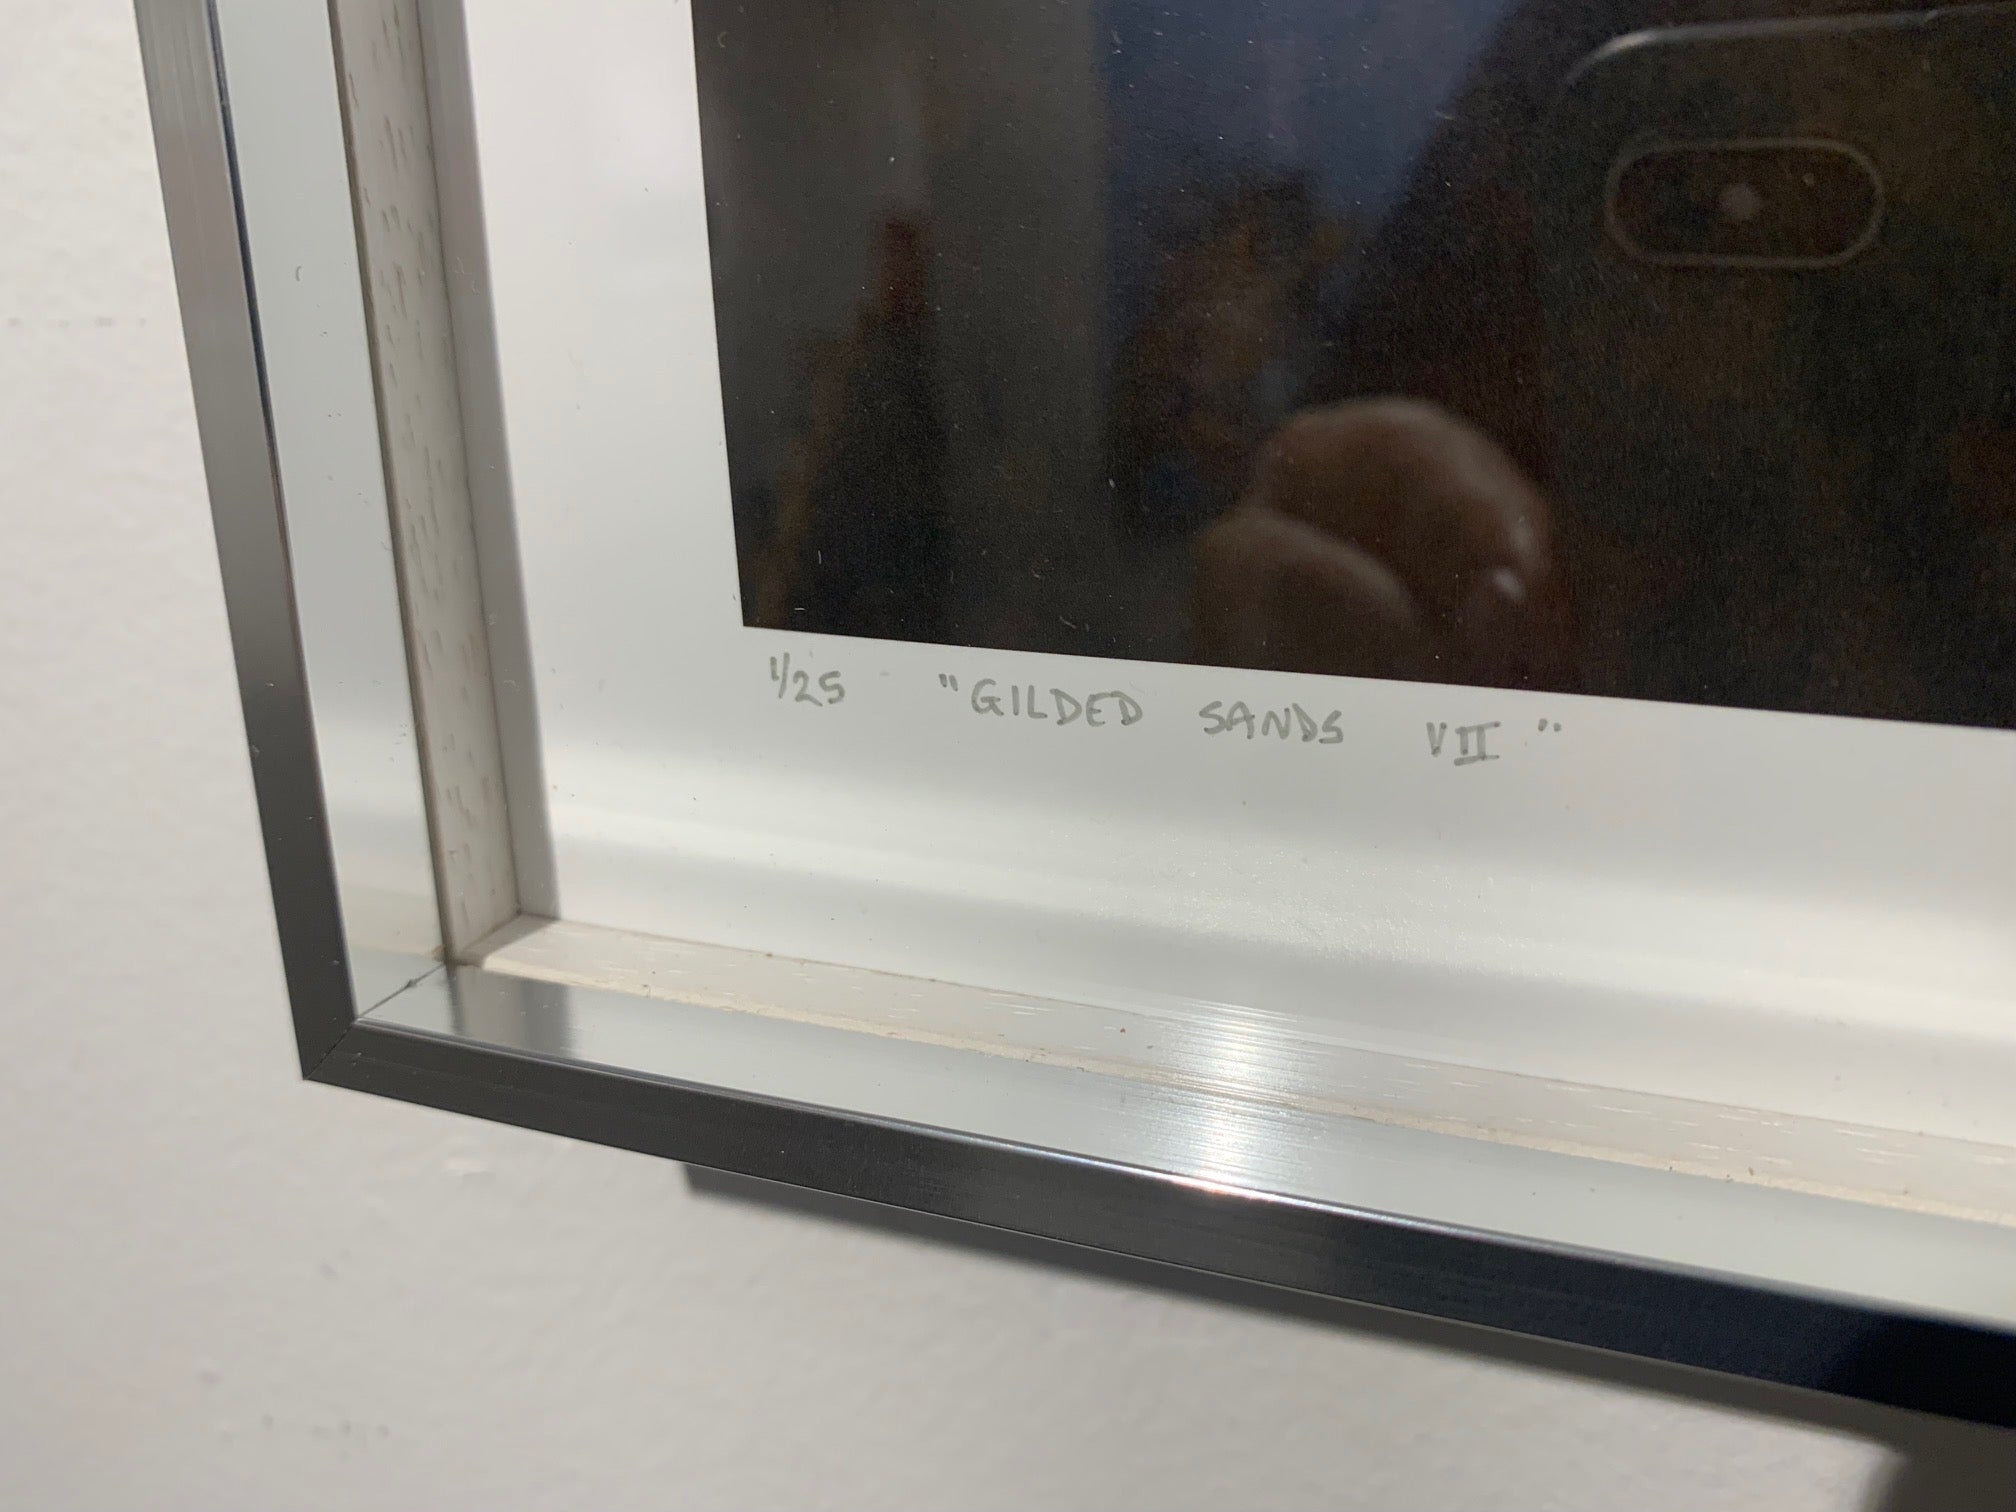 1/25 "GILDED SANDS VII"